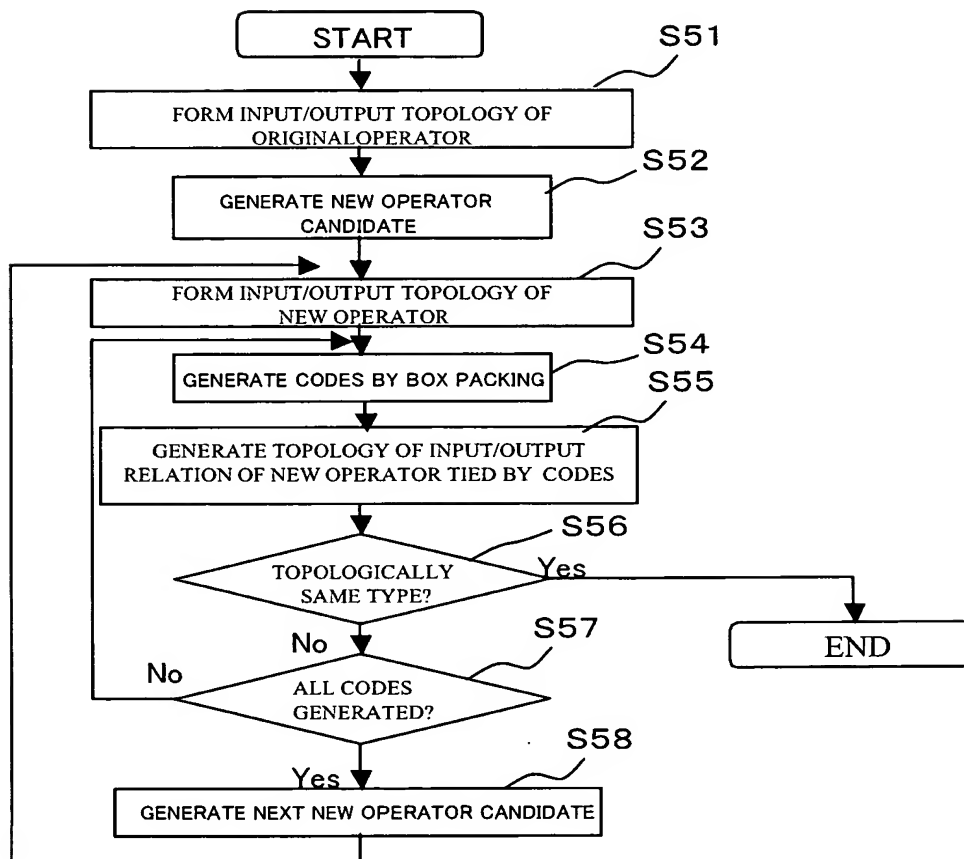 START
S51
FORM INPUT/OUTPUT TOPOLOGY OF
ORIGINALOPERATOR
S52
GENERATE NEW OPERATOR
CANDIDATE
S53
FORM INPUT/OUTPUT TOPOLOGY OF
NEW OPERATOR
S54
GENERATE CODES BY BOX PACKING
S55
GENERATE TOPOLOGY OF INPUT/OUTPUT
RELATION OF NEW OPERATOR TIED BY CODES
S56
TOPOLOGICALLY
SAME TYPE?
Yes
END
No
S57
No
ALL CODES
GENERATED?
Yes
S58
GENERATE NEXT NEW OPERATOR CANDIDATE